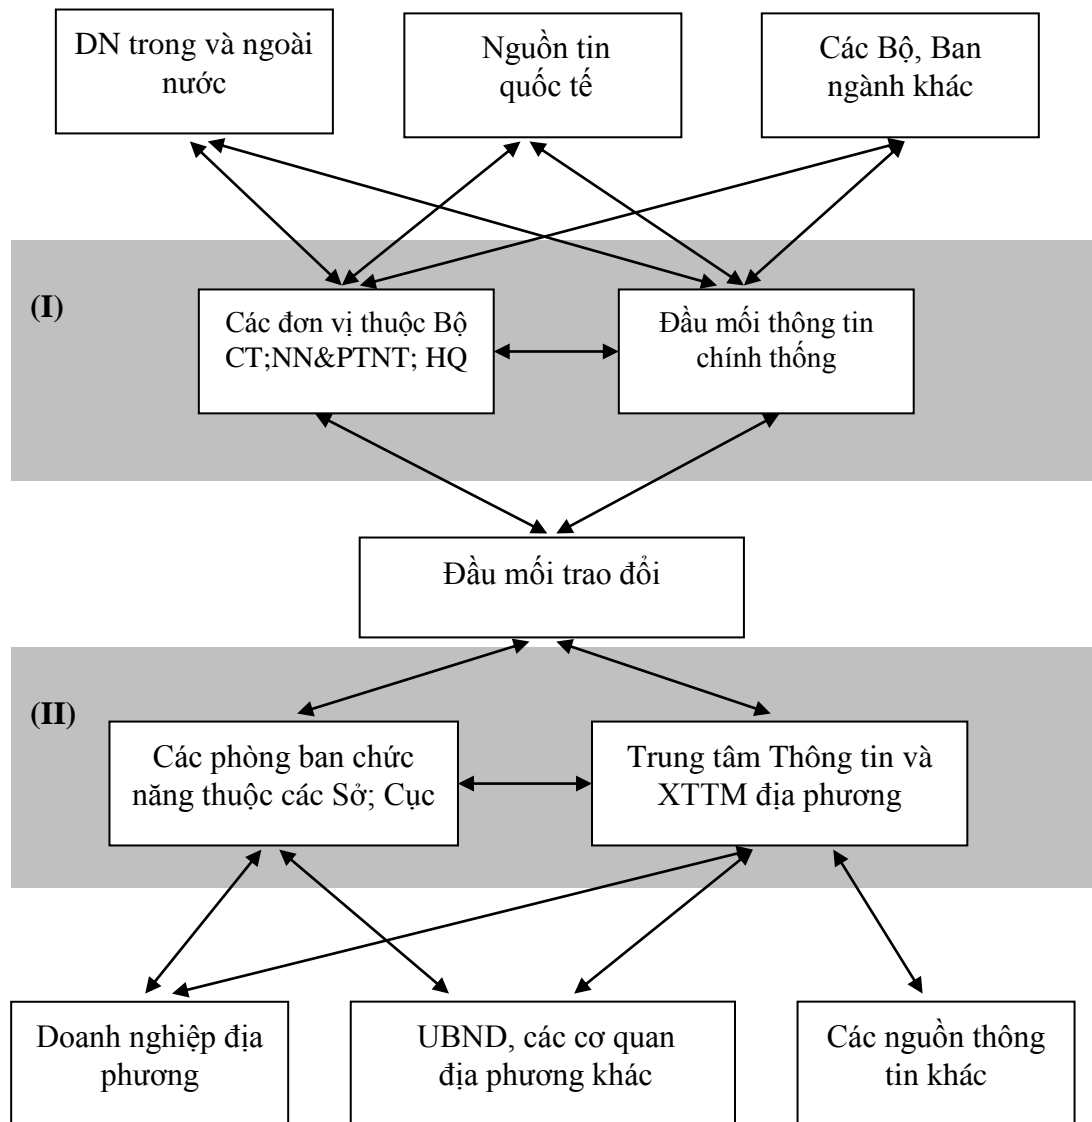 DN trong và ngoài
nước
Nguồn tin
quốc tế
Các Bộ, Ban
ngành khác
(I)
Các đơn vị thuộc Bộ
CT;NN&PTNT; HQ
Đầu mối thông tin
chính thống
Đầu mối trao đổi
(II)
Các phòng ban chức
năng thuộc các Sở; Cục
Trung tâm Thông tin và
XTTM địa phương
Doanh nghiệp địa
phương
UBND, các cơ quan
địa phương khác
Các nguồn thông
tin khác